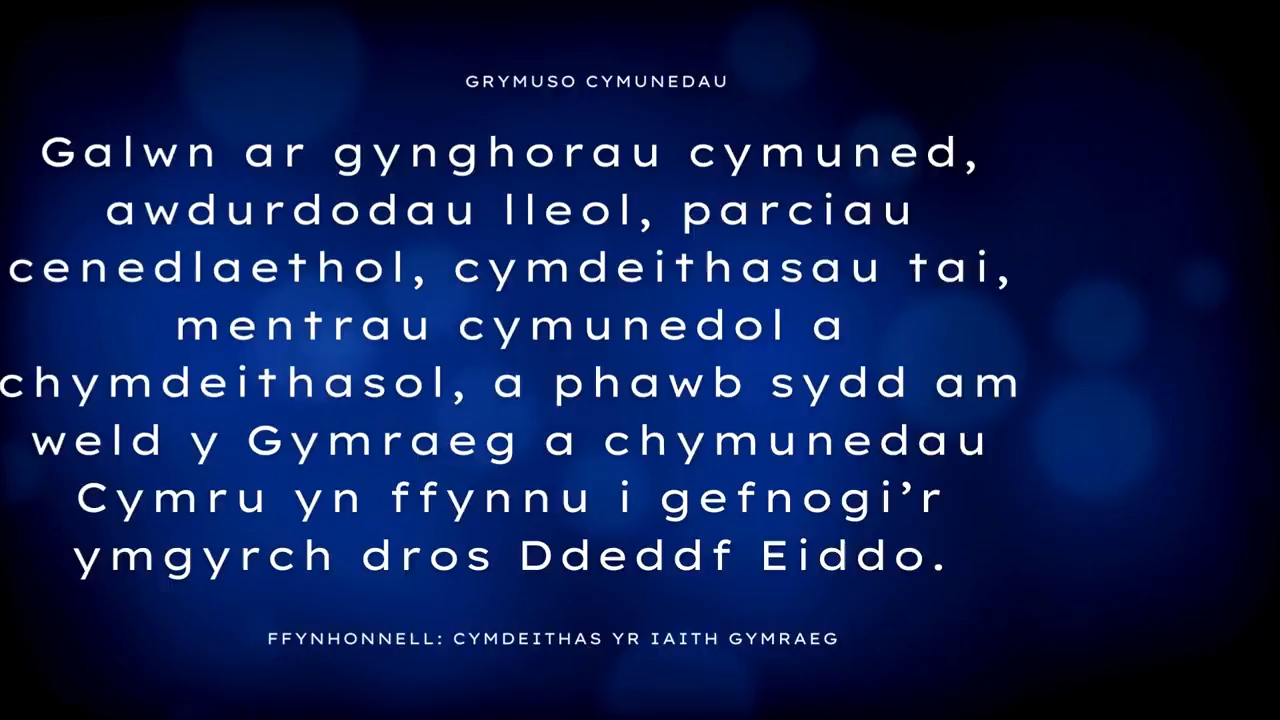 GRYMUSO CYMUNEDAU
Galwn ar gynghorau cymuned,
awdurdodau lleol, parciau
cenedlaethol, cymdeithasau tai,
mentrau cymunedol a
chymdeithasol, a phawb sydd am
weld y Gymraeg a chymunedau
Cymru yn ffynnu i gefnogi’r
ymgyrch dros Ddeddf Eiddo.
FFYNHONNELL: CYMDEITHAS YR IAITH GYMRAEG